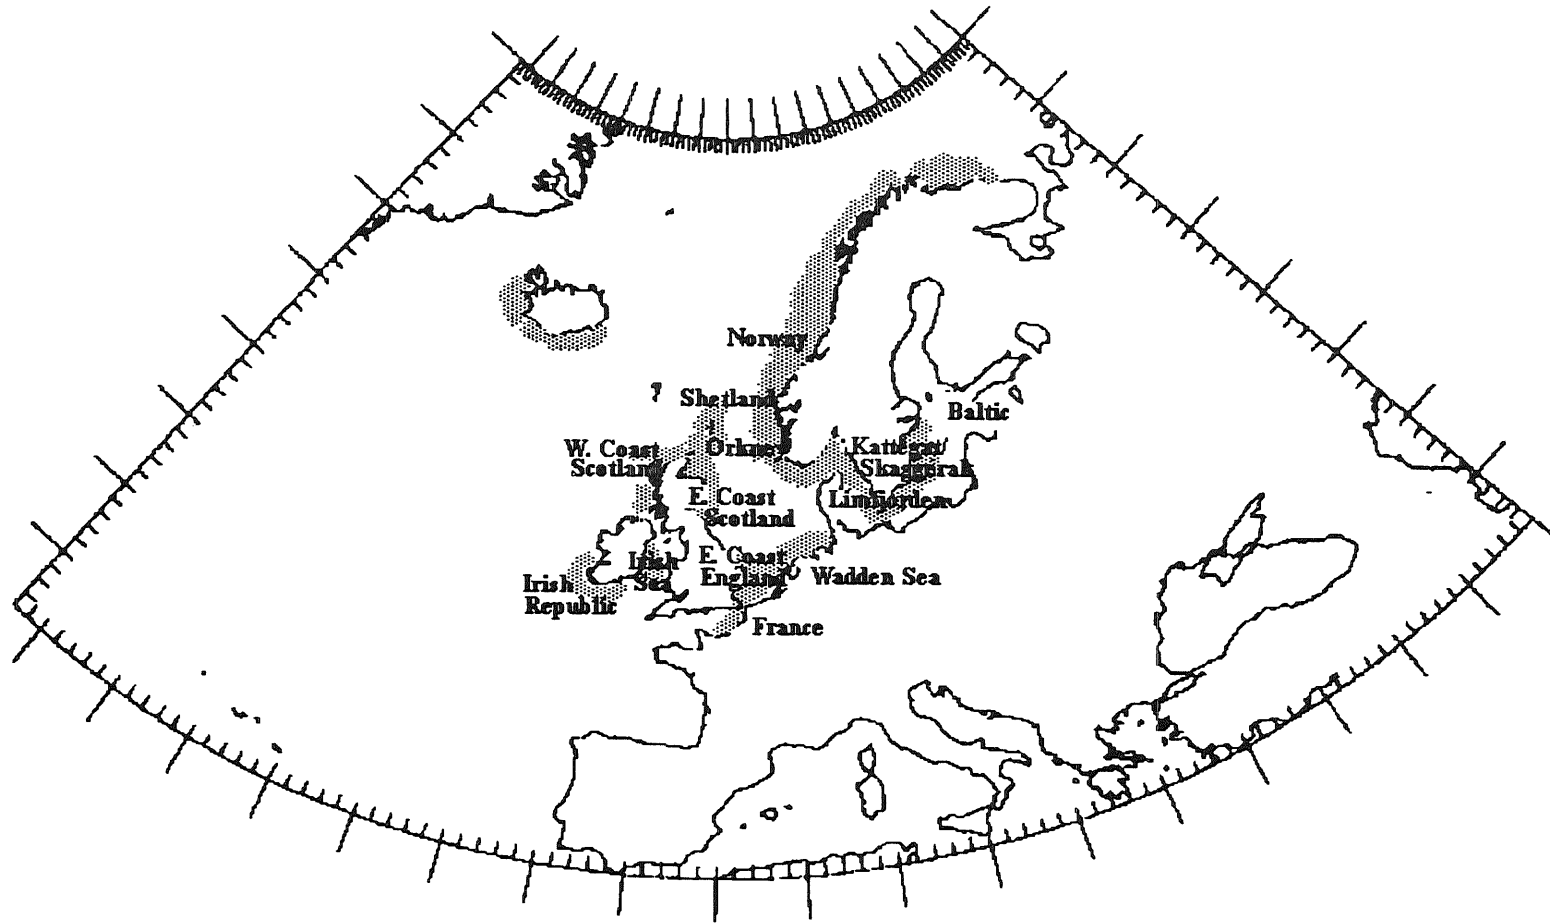 Norway
Shetland
Baltic
W. Coast
Scotland
Orkney
Kattegat/
Skaggerak
E. Coast
Scotland
Limfjorden
Irish
Sea
E. Coast
England
Wadden Sea
Irish
Republic
France